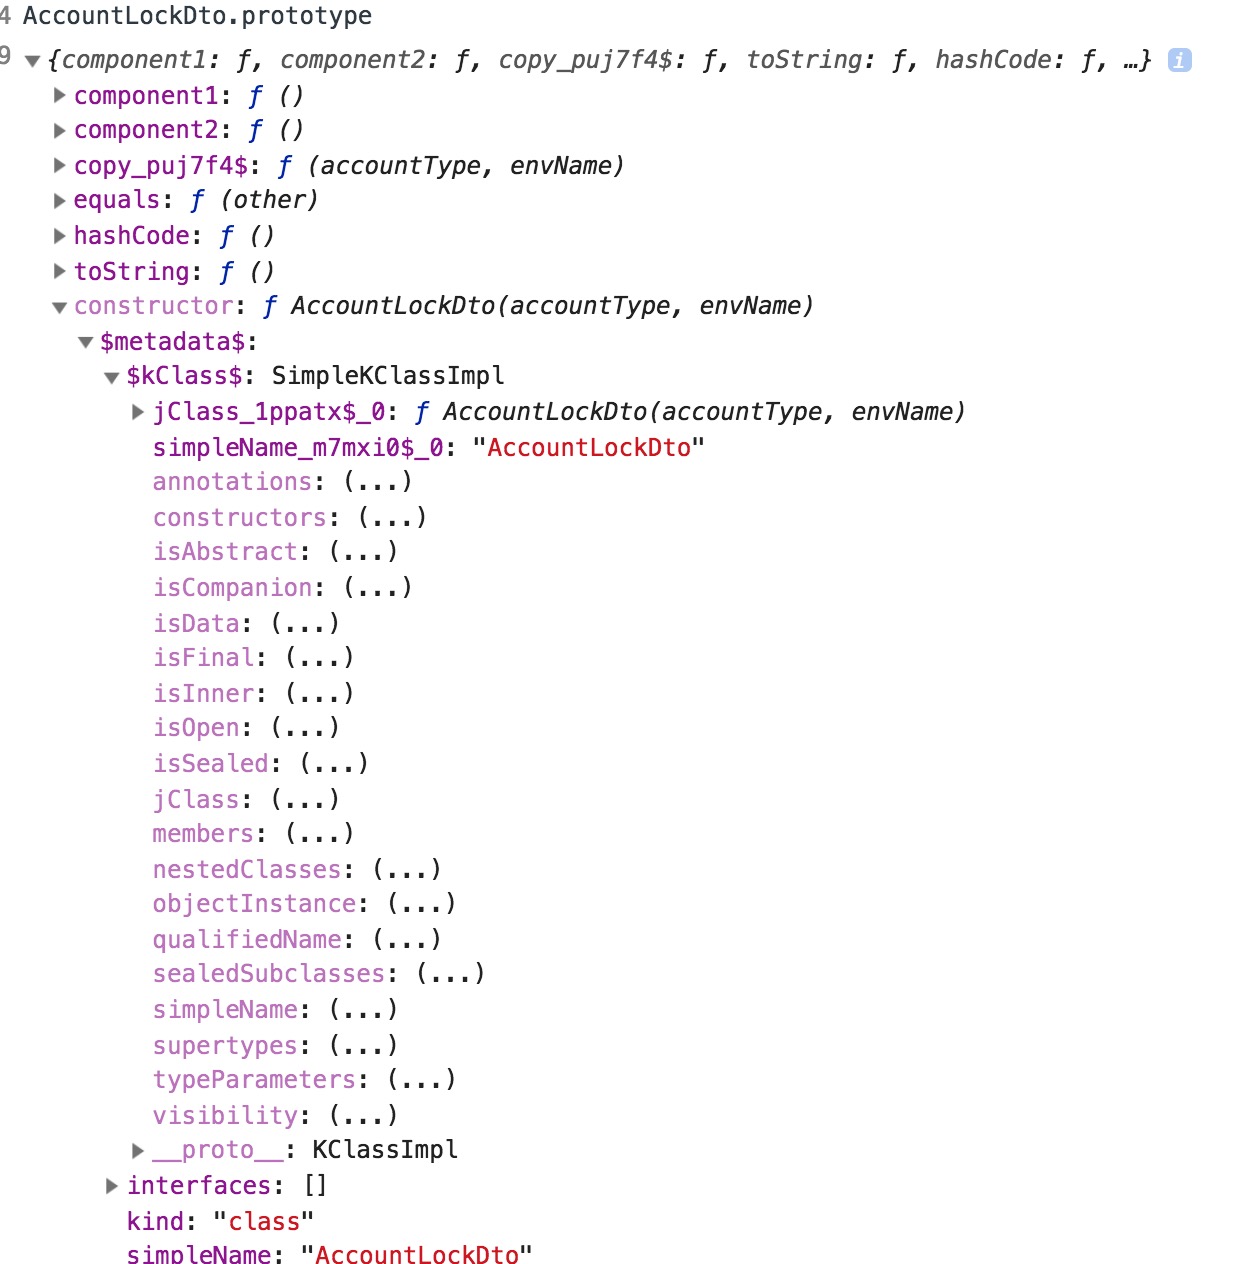 4 AccountLockDto.prototype
9 ▼ {component1: ƒ, component2: ƒ, copy_puj7f4$: ƒ, toString: ƒ, hashCode: ƒ, …} i
▶ component1: ƒ ()
▶ component2: ƒ ()
▶ copy_puj7f4$: ƒ (accountType, envName)
▶ equals: ƒ (other)
▶ hashCode: ƒ ()
▶ toString: ƒ ()
▼ constructor: ƒ AccountLockDto(accountType, envName)
▼ $metadata$:
▼ $kClass$: SimpleKClassImpl
▶ jClass_1ppatx$_0: ƒ AccountLockDto(accountType, envName)
simpleName_m7mxi0$_0: "AccountLockDto"
annotations: (...)
constructors: (...)
isAbstract: (...)
isCompanion: (...)
isData: (...)
isFinal: (...)
isInner: (...)
isOpen: (...)
isSealed: (...)
jClass: (...)
members: (...)
nestedClasses: (...)
objectInstance: (...)
qualifiedName: (...)
sealedSubclasses: (...)
simpleName: (...)
supertypes: (...)
typeParameters: (...)
visibility: (...)
▶ __proto__: KClassImpl
▶ interfaces: []
kind: "class"
simpleName: "AccountLockDto"